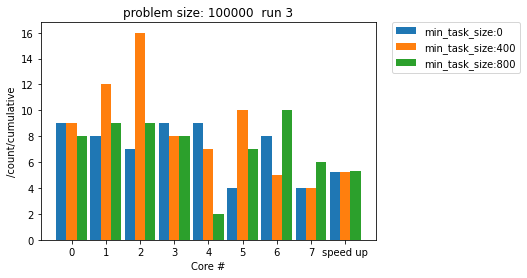 problem size: 100000  run 3
min_task_size:0
min_task_size:400
min_task_size:800
/count/cumulative
16
14
12
10
8
6
4
2
0
0 1 2 3 4 5 6 7 speed up
Core #